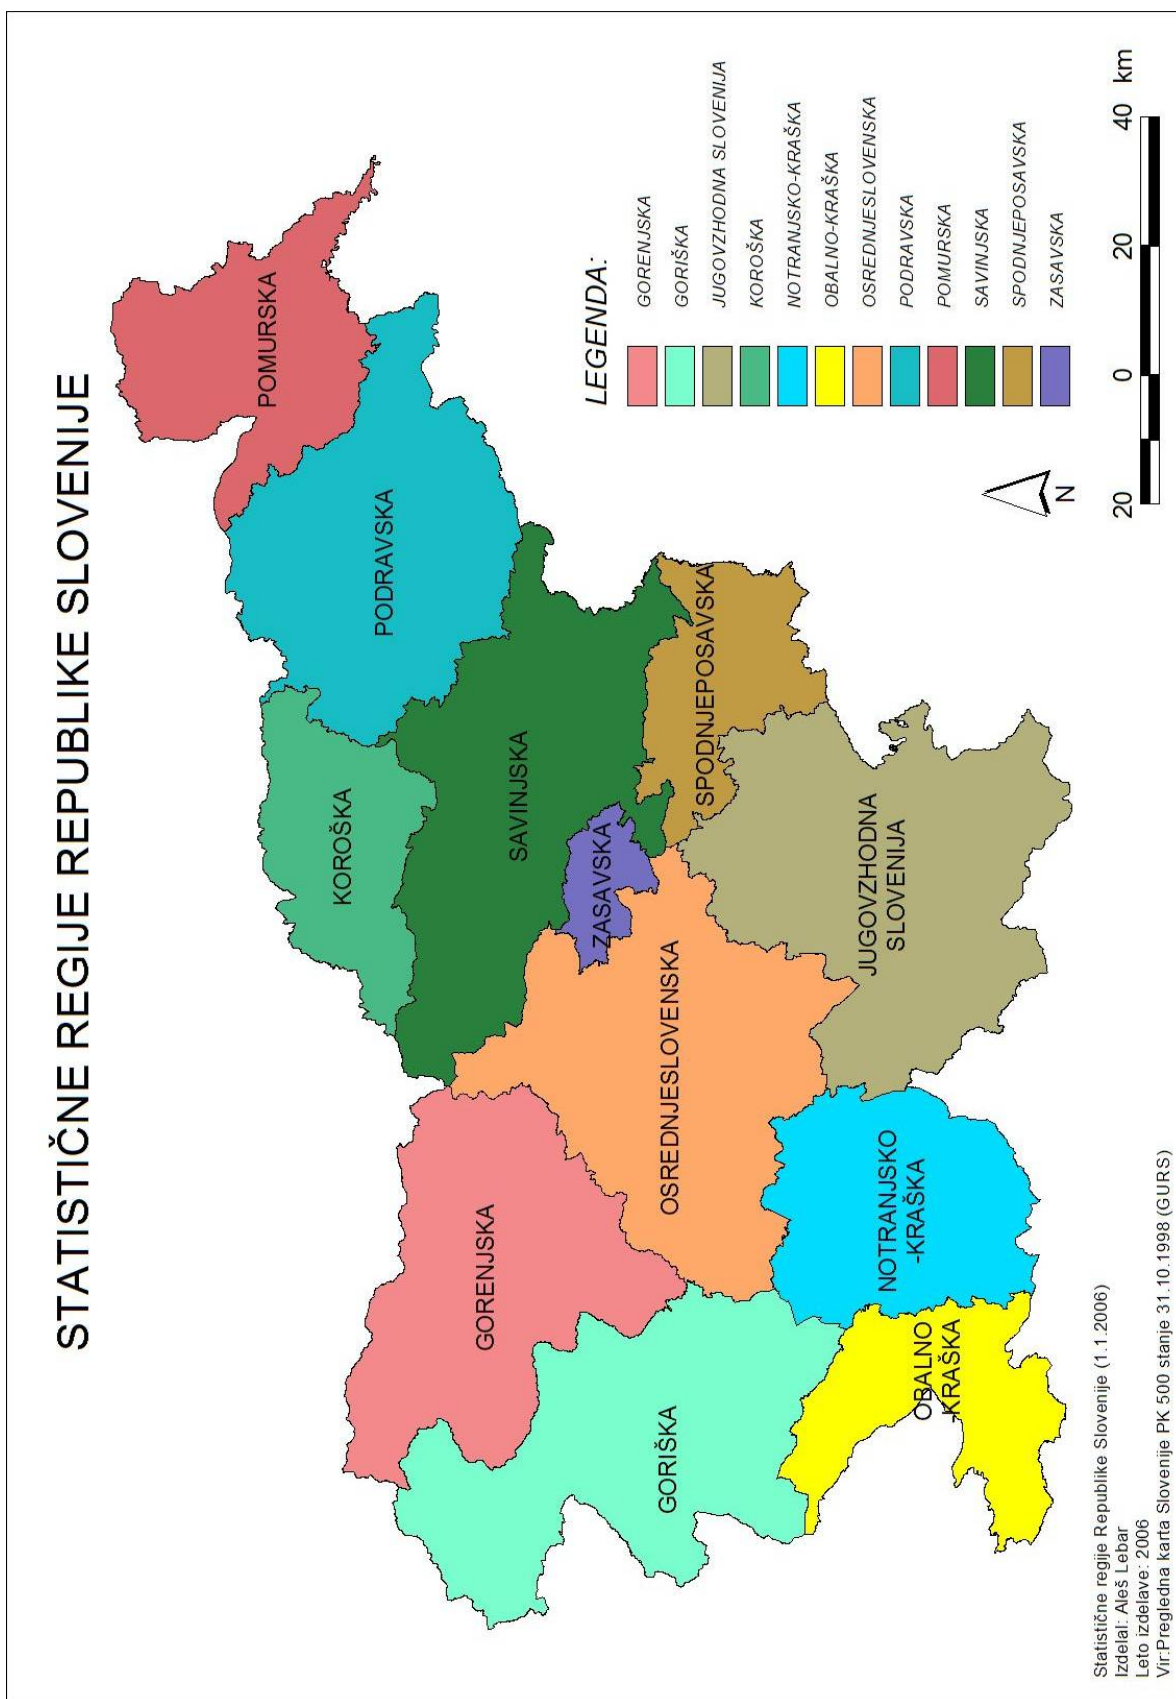 STATISTIČNE REGIJE REPUBLIKE SLOVENIJE
POMURSKA
PODRAVSKA
KOROŠKA
SAVINJSKA
ZASAVSKA
SPODNJEPOSAVSKA
GORENJSKA
OSREDNJESLOVENSKA
JUGOVZHODNA
SLOVENIJA
GORIŠKA
NOTRANJSKO
-KRAŠKA
OBALNO
KRAŠKA
LEGENDA:
GORENJSKA
GORIŠKA
JUGOVZHODNA SLOVENIJA
KOROŠKA
NOTRANJSKO-KRAŠKA
OBALNO-KRAŠKA
OSREDNJESLOVENSKA
PODRAVSKA
POMURSKA
SAVINJSKA
SPODNJEPOSAVSKA
ZASAVSKA
N
20 0 20 40 km
Statistične regije Republike Slovenije (1.1.2006)
Izdelal: Aleš Lebar
Leto izdelave: 2006
Vir:Pregledna karta Slovenije PK 500 stanje 31.10.1998 (GURS)